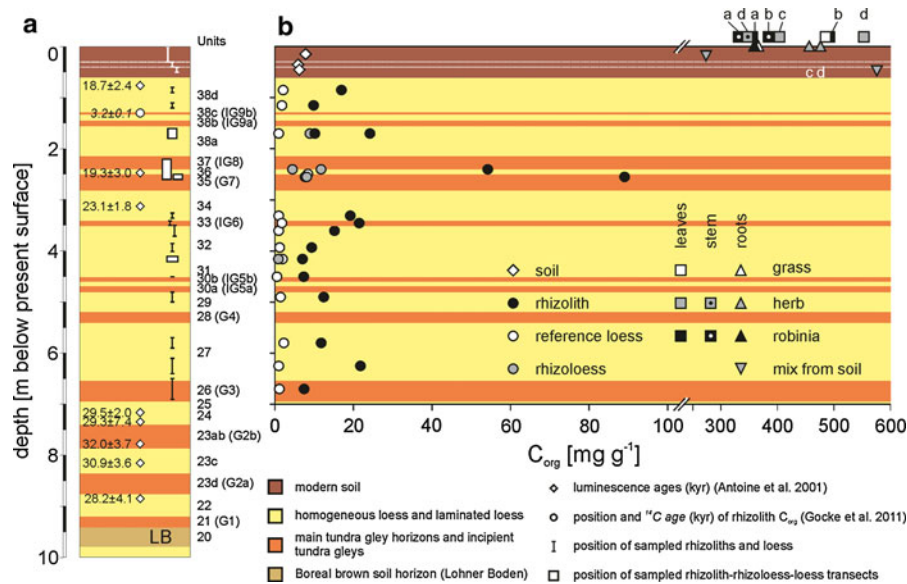 a
b
Units
0
2
4
6
8
10
depth [m below present surface]
18.7±2.4
3.2±0.1
19.3±3.0
23.1±1.8
29.5±2.0
29.3±7.4
32.0±3.7
30.9±3.6
28.2±4.1
LB
38d
38c (IG9b)
38b (IG9a)
38a
37 (IG8)
36
35 (G7)
34
33 (IG6)
32
31
30b (IG5b)
30a (IG5a)
29
28 (G4)
27
26 (G3)
25
24
23ab (G2b)
23c
23d (G2a)
22
21 (G1)
20
a d a b c b d
c d
leaves
stem
roots
soil
rhizolith
reference loess
rhizoloess
grass
herb
robinia
mix from soil
0 20 40 60 80 100 300 400 500 600
Corg [mg g-1]
modern soil
homogeneous loess and laminated loess
main tundra gley horizons and incipient
tundra gleys
Boreal brown soil horizon (Lohner Boden)
luminescence ages (kyr) (Antoine et al. 2001)
position and 14C age (kyr) of rhizolith Corg (Gocke et al. 2011)
position of sampled rhizoliths and loess
position of sampled rhizolith-rhizoloess-loess transects